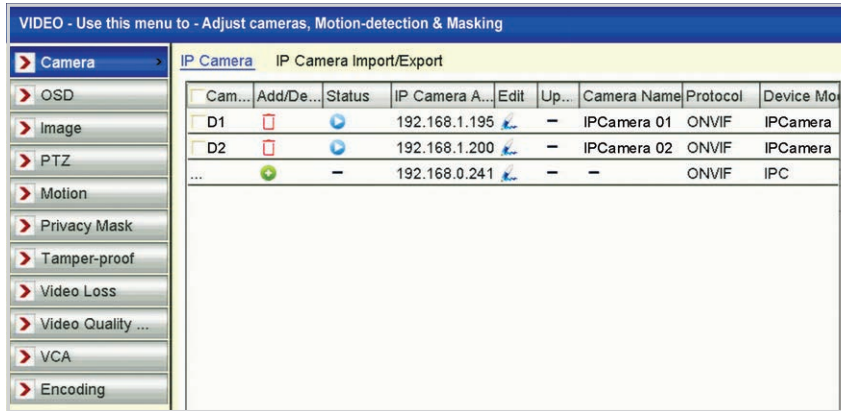 VIDEO - Use this menu to - Adjust cameras, Motion-detection & Masking
Camera
OSD
Image
PTZ
Motion
Privacy Mask
Tamper-proof
Video Loss
Video Quality ...
VCA
Encoding
IP Camera IP Camera Import/Export
Cam... Add/De... Status IP Camera A... Edit Up... Camera Name Protocol Device Mo
D1 192.168.1.195 – IPCamera 01 ONVIF IPCamera
D2 192.168.1.200 – IPCamera 02 ONVIF IPCamera
... – 192.168.0.241 – – ONVIF IPC